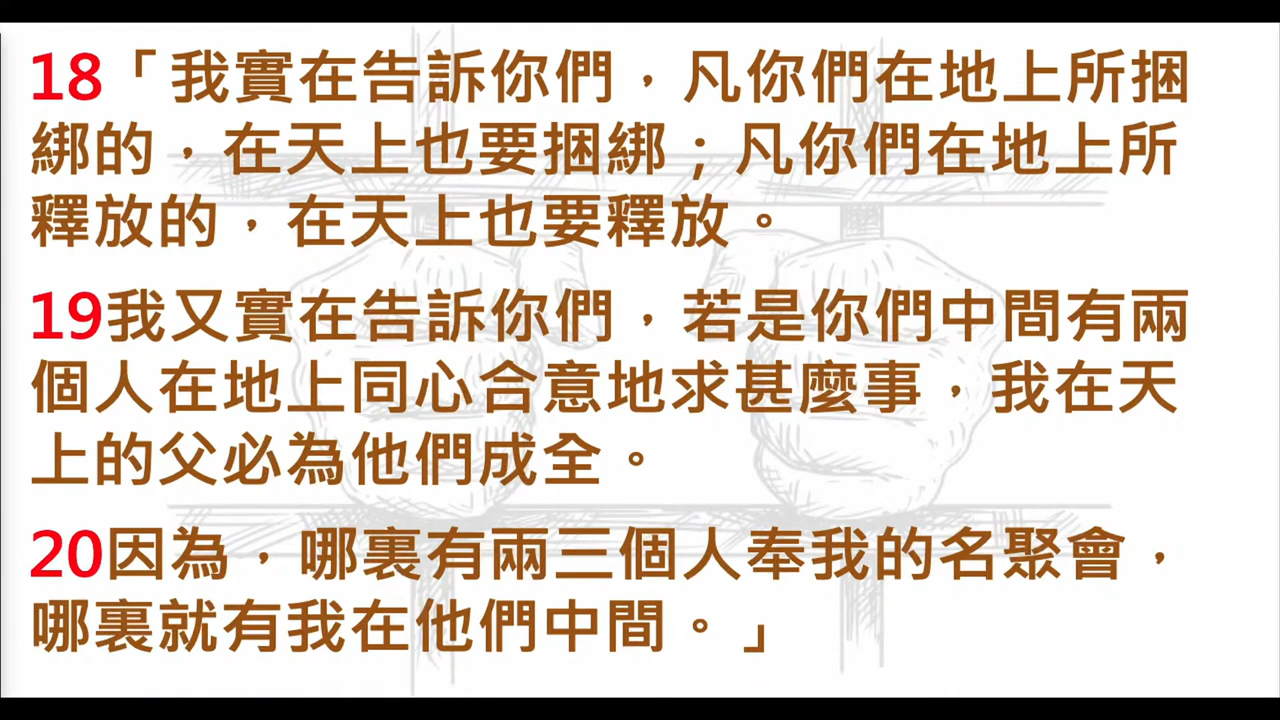 18「我實在告訴你們，凡你們在地上所捆
綁的，在天上也要捆綁；凡你們在地上所
釋放的，在天上也要釋放。
19我又實在告訴你們，若是你們中間有兩
個人在地上同心合意地求甚麼事，我在天
上的父必為他們成全。
20因為，哪裏有兩三個人奉我的名聚會，
哪裏就有我在他們中間。」